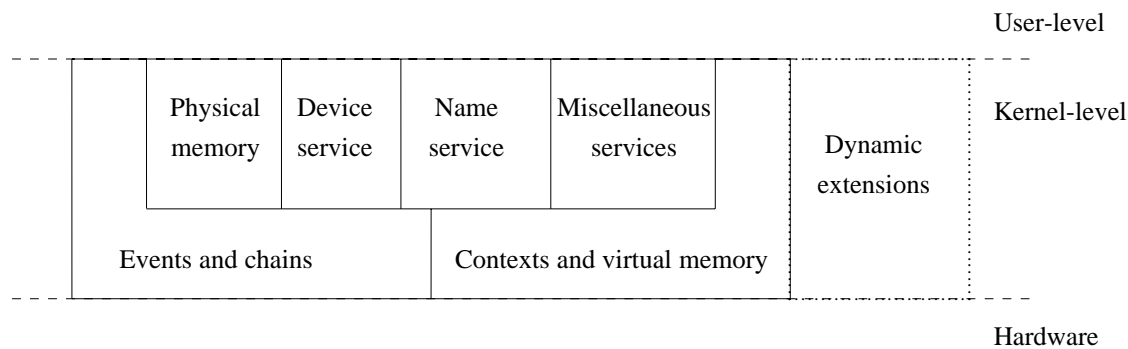 User-level
Physical
memory
Device
service
Name
service
Miscellaneous
services
Kernel-level
Dynamic
extensions
Events and chains
Contexts and virtual memory
Hardware